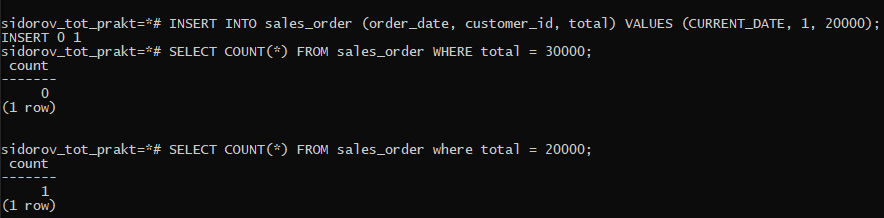 sidorov_tot_prakt=*# INSERT INTO sales_order (order_date, customer_id, total) VALUES (CURRENT_DATE, 1, 20000);
INSERT 0 1
sidorov_tot_prakt=*# SELECT COUNT(*) FROM sales_order WHERE total = 30000;
 count
-------
     0
(1 row)
sidorov_tot_prakt=*# SELECT COUNT(*) FROM sales_order where total = 20000;
 count
-------
     1
(1 row)